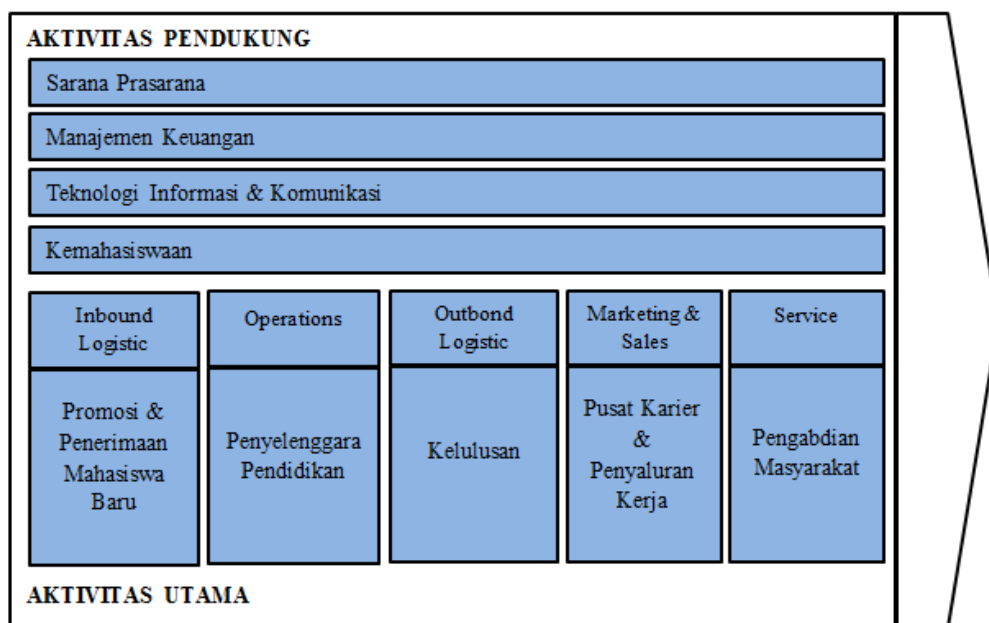 AKTIVITAS PENDUKUNG
Sarana Prasarana
Manajemen Keuangan
Teknologi Informasi & Komunikasi
Kemahasiswaan
Inbound
Logistic
Operations
Outbond
Logistic
Marketing &
Sales
Service
Promosi &
Penerimaan
Mahasiswa
Baru
Penyelenggara
Pendidikan
Kelulusan
Pusat Karier
&
Penyaluran
Kerja
Pengabdian
Masyarakat
AKTIVITAS UTAMA